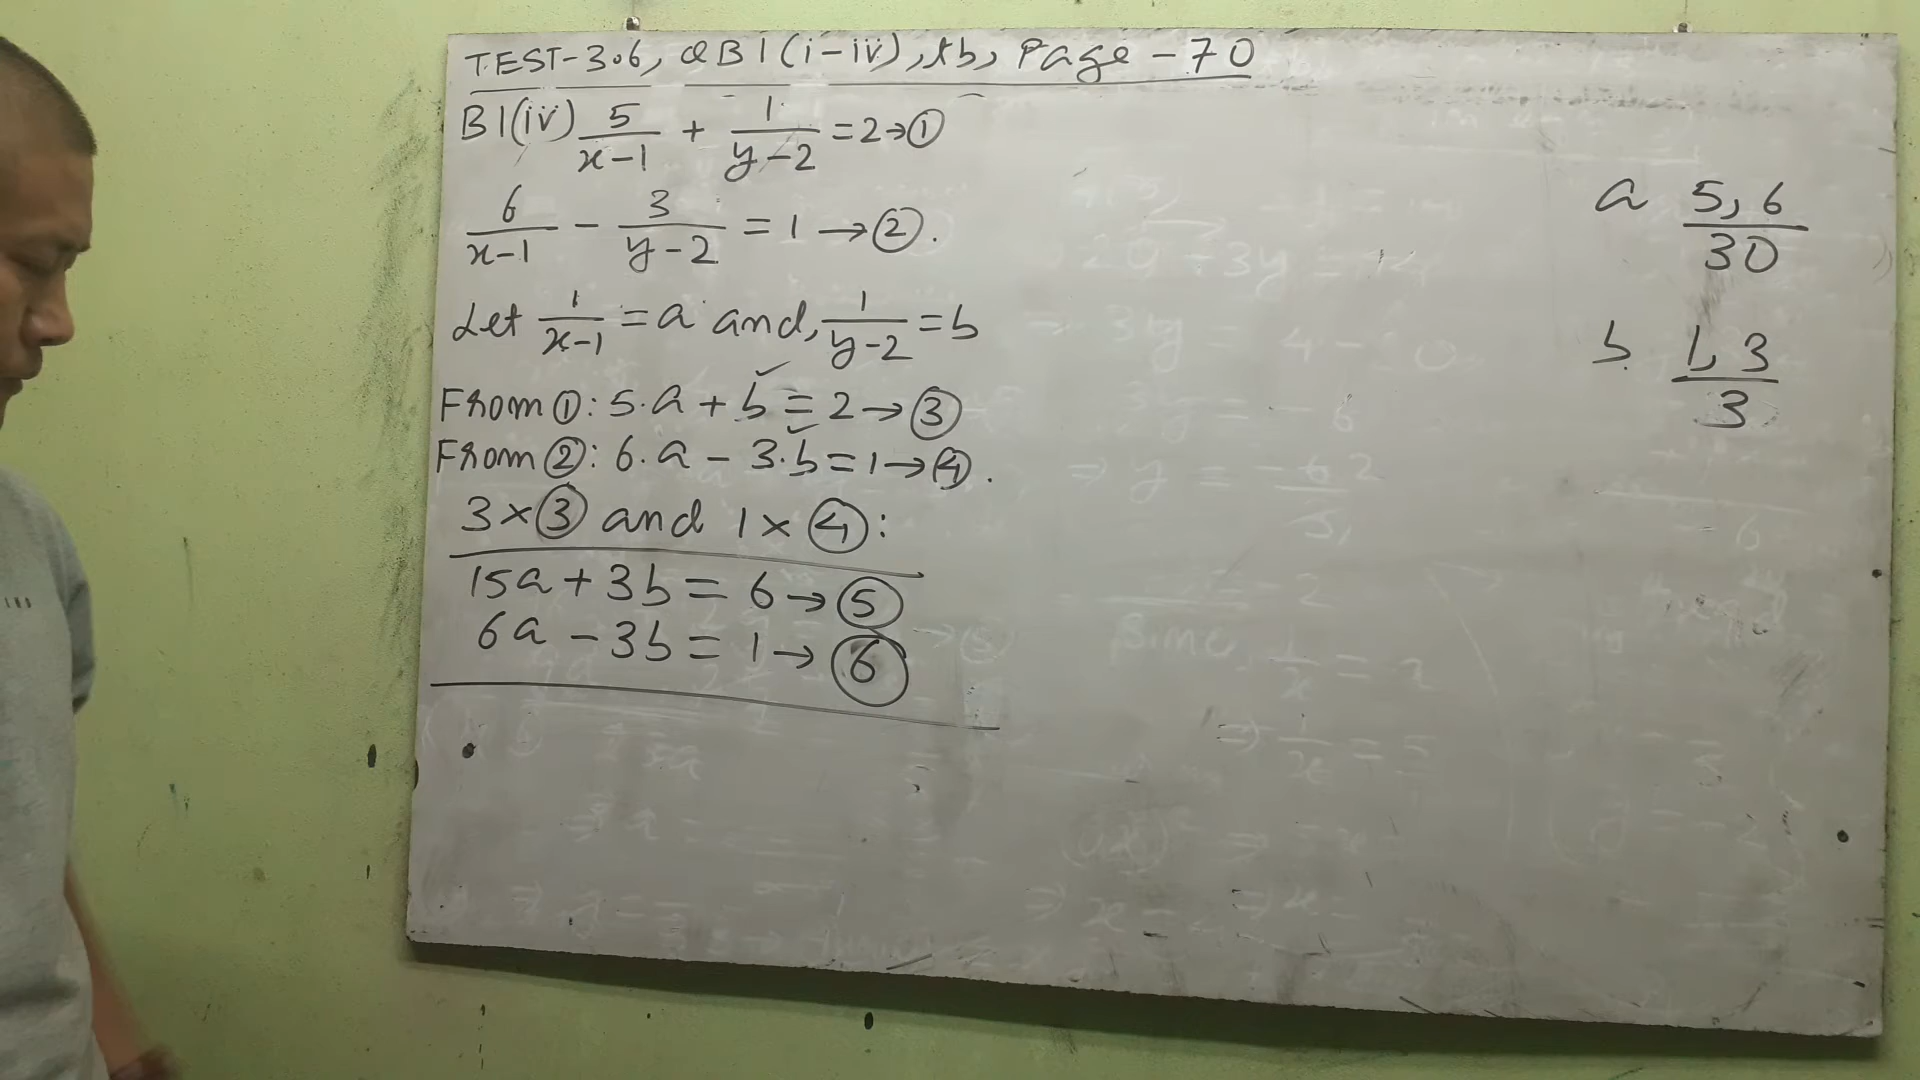 TEST-3.6, QB1(i-iv), tb, Page-70
B1(iv) 5/(x-1) + 1/(y-2) = 2 → ①
6/(x-1) - 3/(y-2) = 1 → ②.
Let 1/(x-1) = a and, 1/(y-2) = b
From ①: 5.a + b = 2 → ③
From ②: 6.a - 3.b = 1 → ④.
3 × ③ and 1 × ④:
15a + 3b = 6 → ⑤
6a - 3b = 1 → ⑥
a 5, 6
30
b 1, 3
3